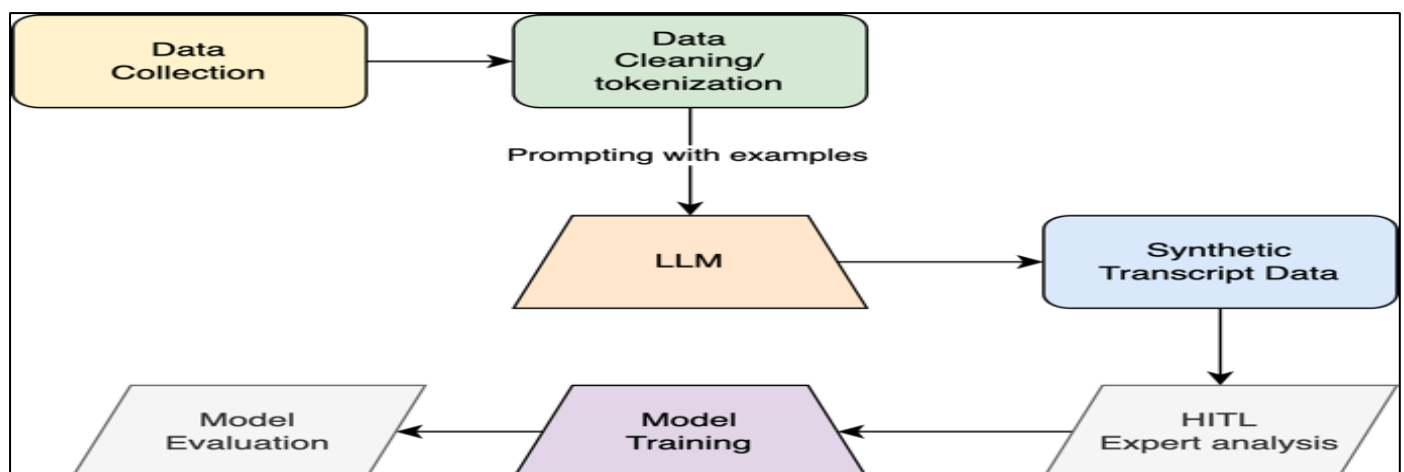 Data
Collection
Data
Cleaning/
tokenization
Prompting with examples
LLM
Synthetic
Transcript Data
HITL
Expert analysis
Model
Training
Model
Evaluation